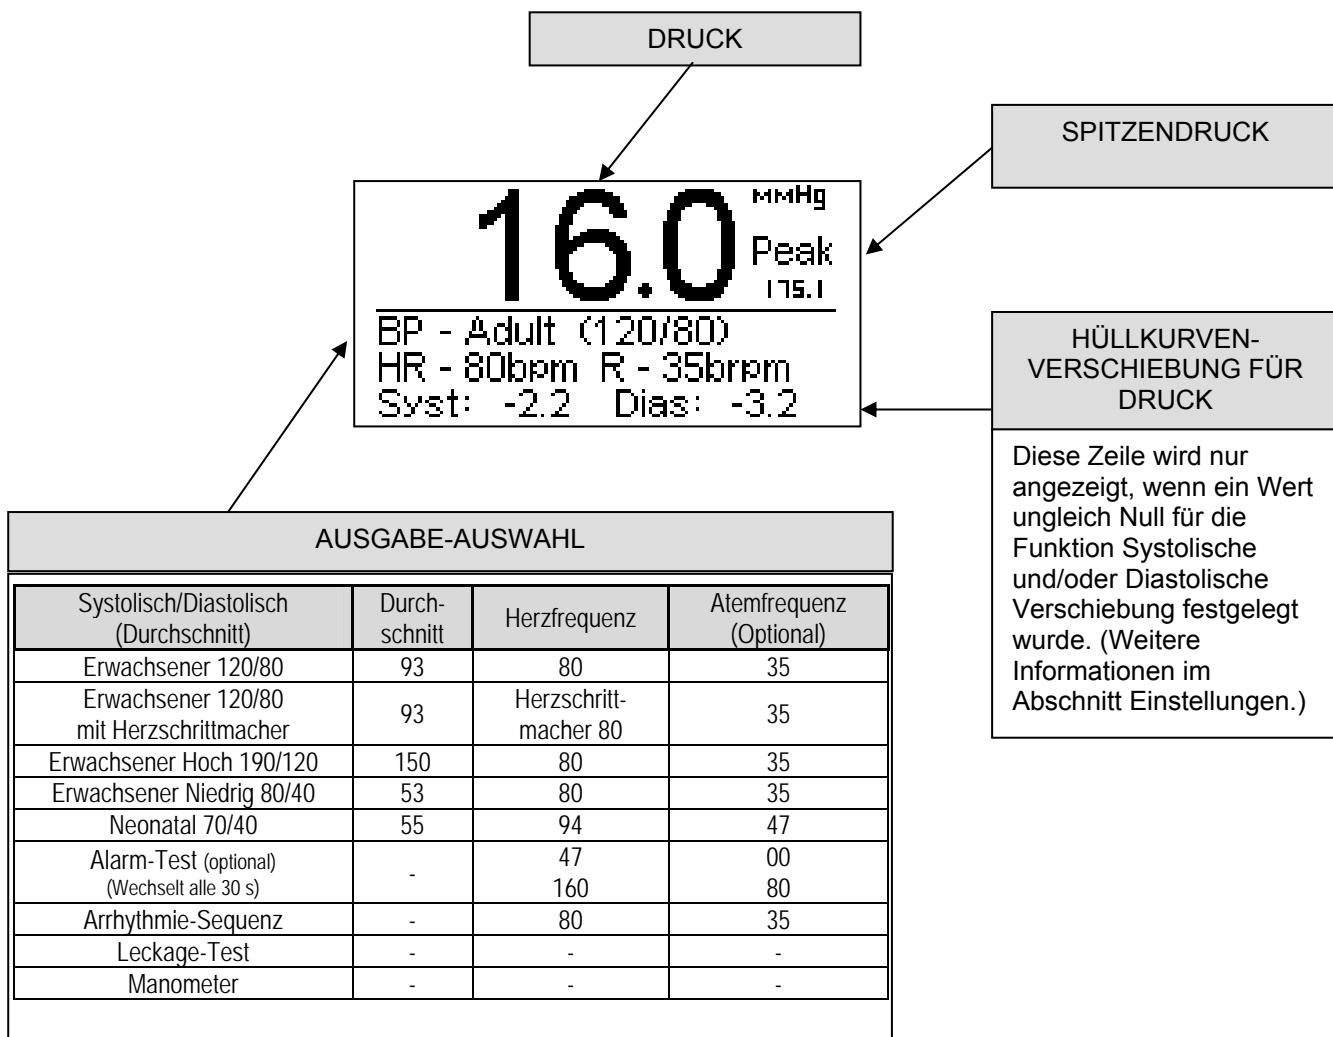 DRUCK
SPITZENDRUCK
16.0 MMHg
Peak
175.1
BP - Adult (120/80)
HR - 80bpm R - 35brpm
Syst: -2.2 Dias: -3.2
HÜLLKURVEN-
VERSCHIEBUNG FÜR
DRUCK
Diese Zeile wird nur
angezeigt, wenn ein Wert
ungleich Null für die
Funktion Systolische
und/oder Diastolische
Verschiebung festgelegt
wurde. (Weitere
Informationen im
Abschnitt Einstellungen.)
AUSGABE-AUSWAHL
Systolisch/Diastolisch
(Durchschnitt)
Durch-
schnitt
Herzfrequenz
Atemfrequenz
(Optional)
Erwachsener 120/80 93 80 35
Erwachsener 120/80
mit Herzschrittmacher
93
Herzschritt-
macher 80
35
Erwachsener Hoch 190/120 150 80 35
Erwachsener Niedrig 80/40 53 80 35
Neonatal 70/40 55 94 47
Alarm-Test (optional)
(Wechselt alle 30 s)
-
47
160
00
80
Arrhythmie-Sequenz - 80 35
Leckage-Test - - -
Manometer - - -